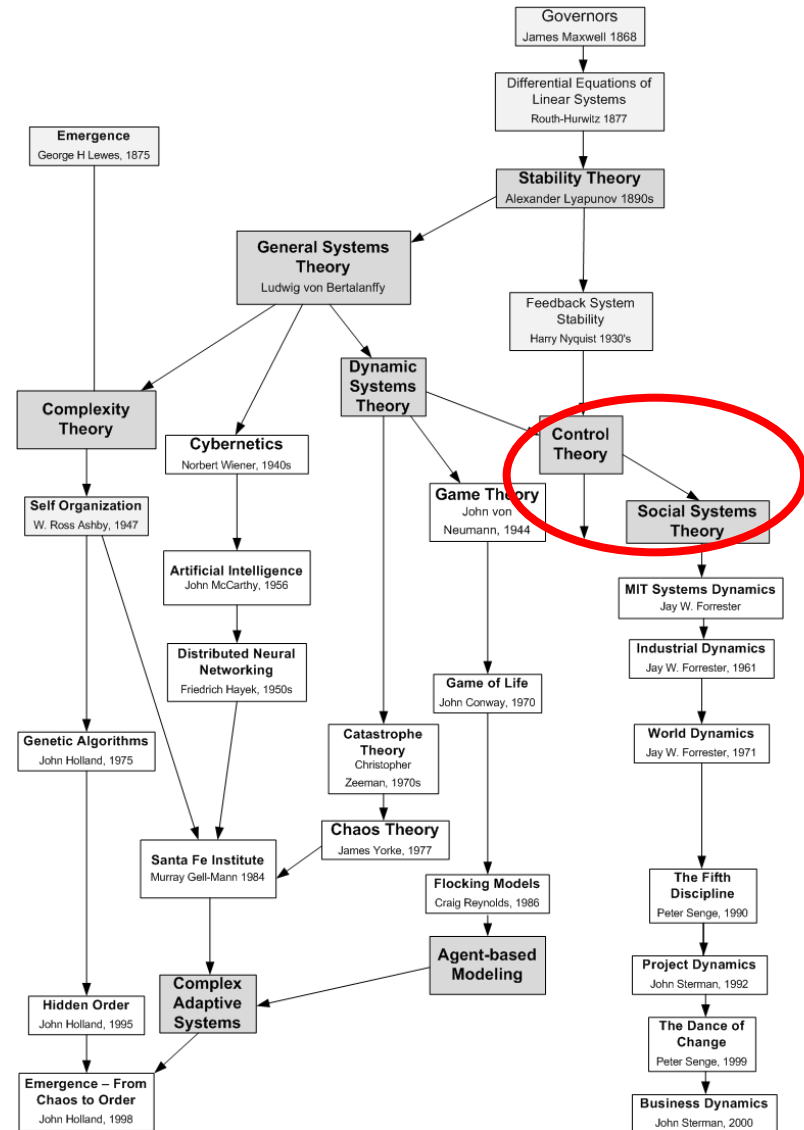 Governors
James Maxwell 1868
Differential Equations of
Linear Systems
Routh-Hurwitz 1877
Emergence
George H Lewes, 1875
Stability Theory
Alexander Lyapunov 1890s
General Systems
Theory
Ludwig von Bertalanffy
Feedback System
Stability
Harry Nyquist 1930's
Dynamic
Systems
Theory
Complexity
Theory
Cybernetics
Norbert Wiener, 1940s
Control
Theory
Self Organization
W. Ross Ashby, 1947
Game Theory
John von
Neumann, 1944
Social Systems
Theory
Artificial Intelligence
John McCarthy, 1956
MIT Systems Dynamics
Jay W. Forrester
Distributed Neural
Networking
Friedrich Hayek, 1950s
Industrial Dynamics
Jay W. Forrester, 1961
Game of Life
John Conway, 1970
Genetic Algorithms
John Holland, 1975
Catastrophe
Theory
Christopher
Zeeman, 1970s
World Dynamics
Jay W. Forrester, 1971
Chaos Theory
James Yorke, 1977
Santa Fe Institute
Murray Gell-Mann 1984
Flocking Models
Craig Reynolds, 1986
The Fifth
Discipline
Peter Senge, 1990
Agent-based
Modeling
Project Dynamics
John Sterman, 1992
Complex
Adaptive
Systems
Hidden Order
John Holland, 1995
The Dance of
Change
Peter Senge, 1999
Emergence – From
Chaos to Order
John Holland, 1998
Business Dynamics
John Sterman, 2000